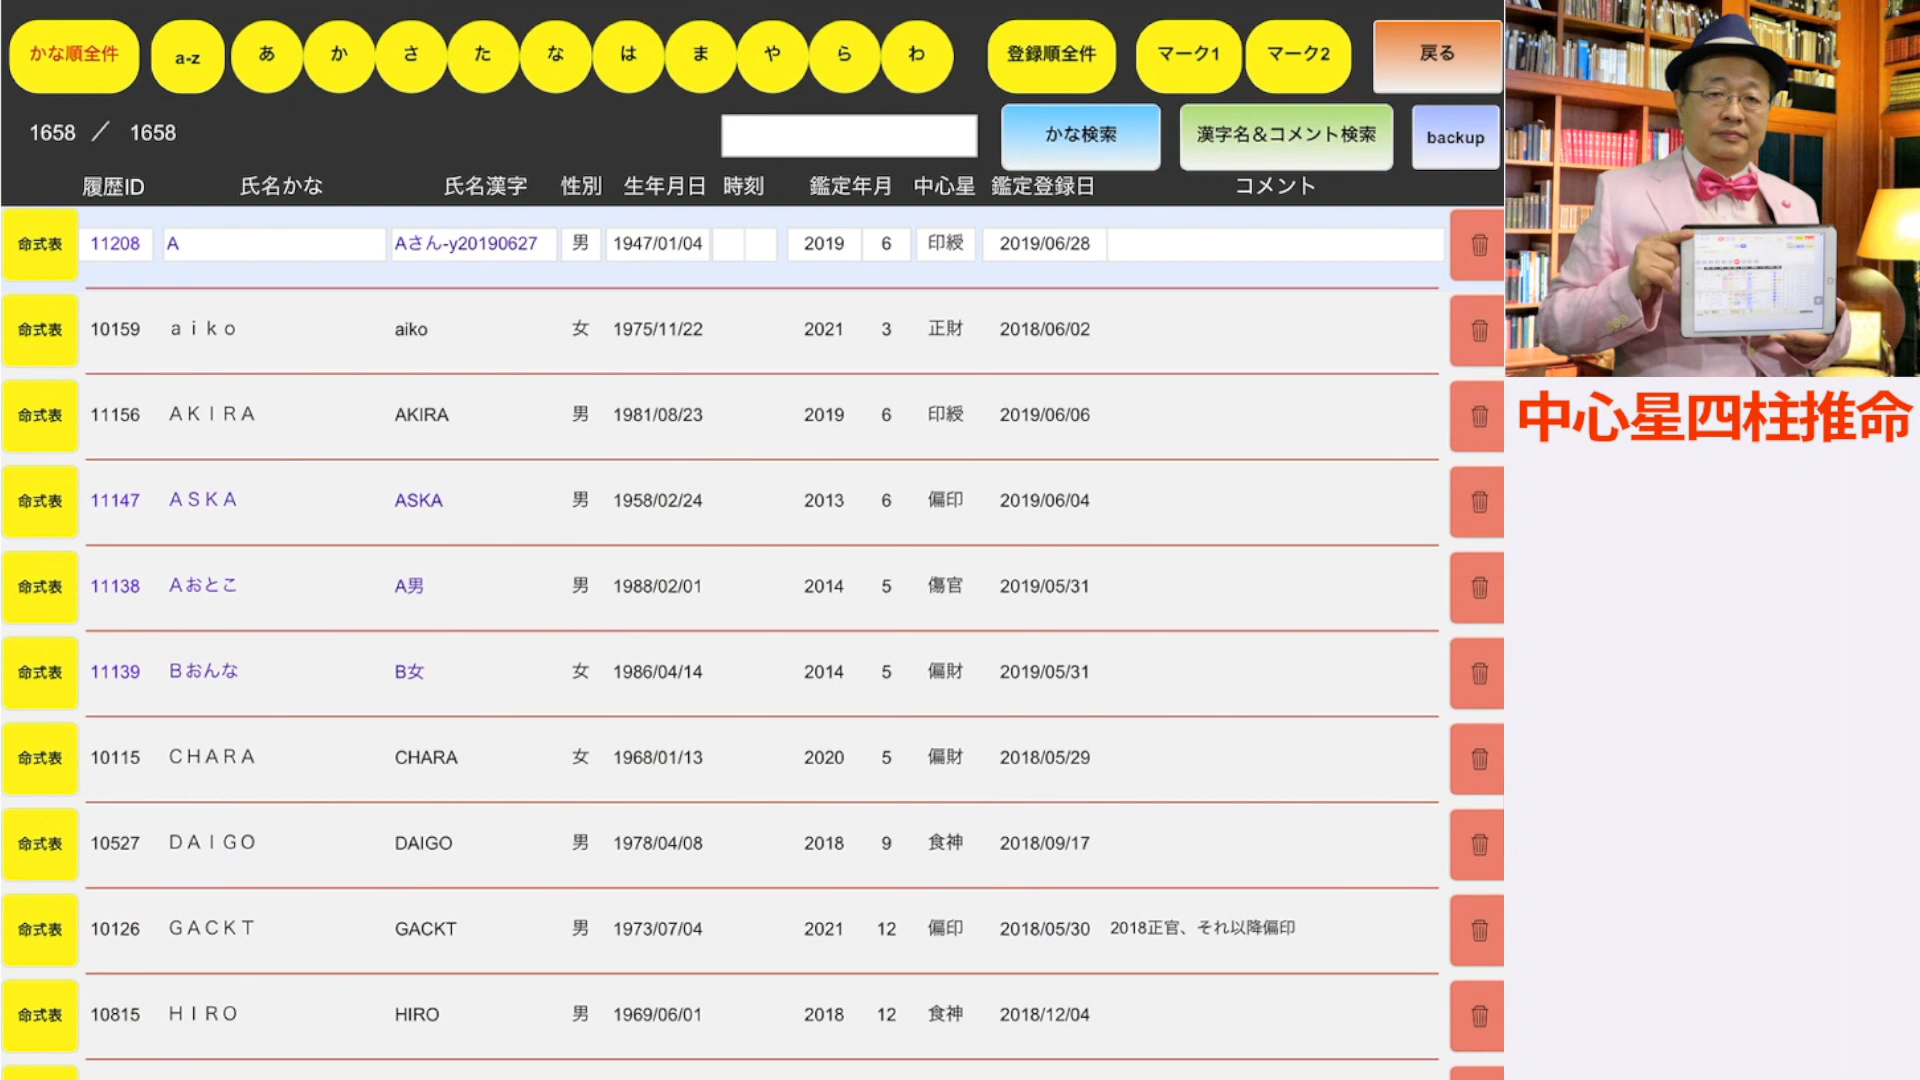 かな順全件 a-z あ か さ た な は ま や ら わ 登録順全件 マーク1 マーク2 戻る
1658 ／ 1658 かな検索 漢字名＆コメント検索 backup
履歴ID 氏名かな 氏名漢字 性別 生年月日 時刻 鑑定年月 中心星 鑑定登録日 コメント
命式表 11208 A Aさん-y20190627 男 1947/01/04 2019 6 印綬 2019/06/28
命式表 10159 ａｉｋｏ aiko 女 1975/11/22 2021 3 正財 2018/06/02
命式表 11156 ＡＫＩＲＡ AKIRA 男 1981/08/23 2019 6 印綬 2019/06/06
命式表 11147 ＡＳＫＡ ASKA 男 1958/02/24 2013 6 偏印 2019/06/04
命式表 11138 Ａおとこ A男 男 1988/02/01 2014 5 傷官 2019/05/31
命式表 11139 Ｂおんな B女 女 1986/04/14 2014 5 偏財 2019/05/31
命式表 10115 ＣＨＡＲＡ CHARA 女 1968/01/13 2020 5 偏財 2018/05/29
命式表 10527 ＤＡＩＧＯ DAIGO 男 1978/04/08 2018 9 食神 2018/09/17
命式表 10126 ＧＡＣＫＴ GACKT 男 1973/07/04 2021 12 偏印 2018/05/30 2018正官、それ以降偏印
命式表 10815 ＨＩＲＯ HIRO 男 1969/06/01 2018 12 食神 2018/12/04
中心星四柱推命